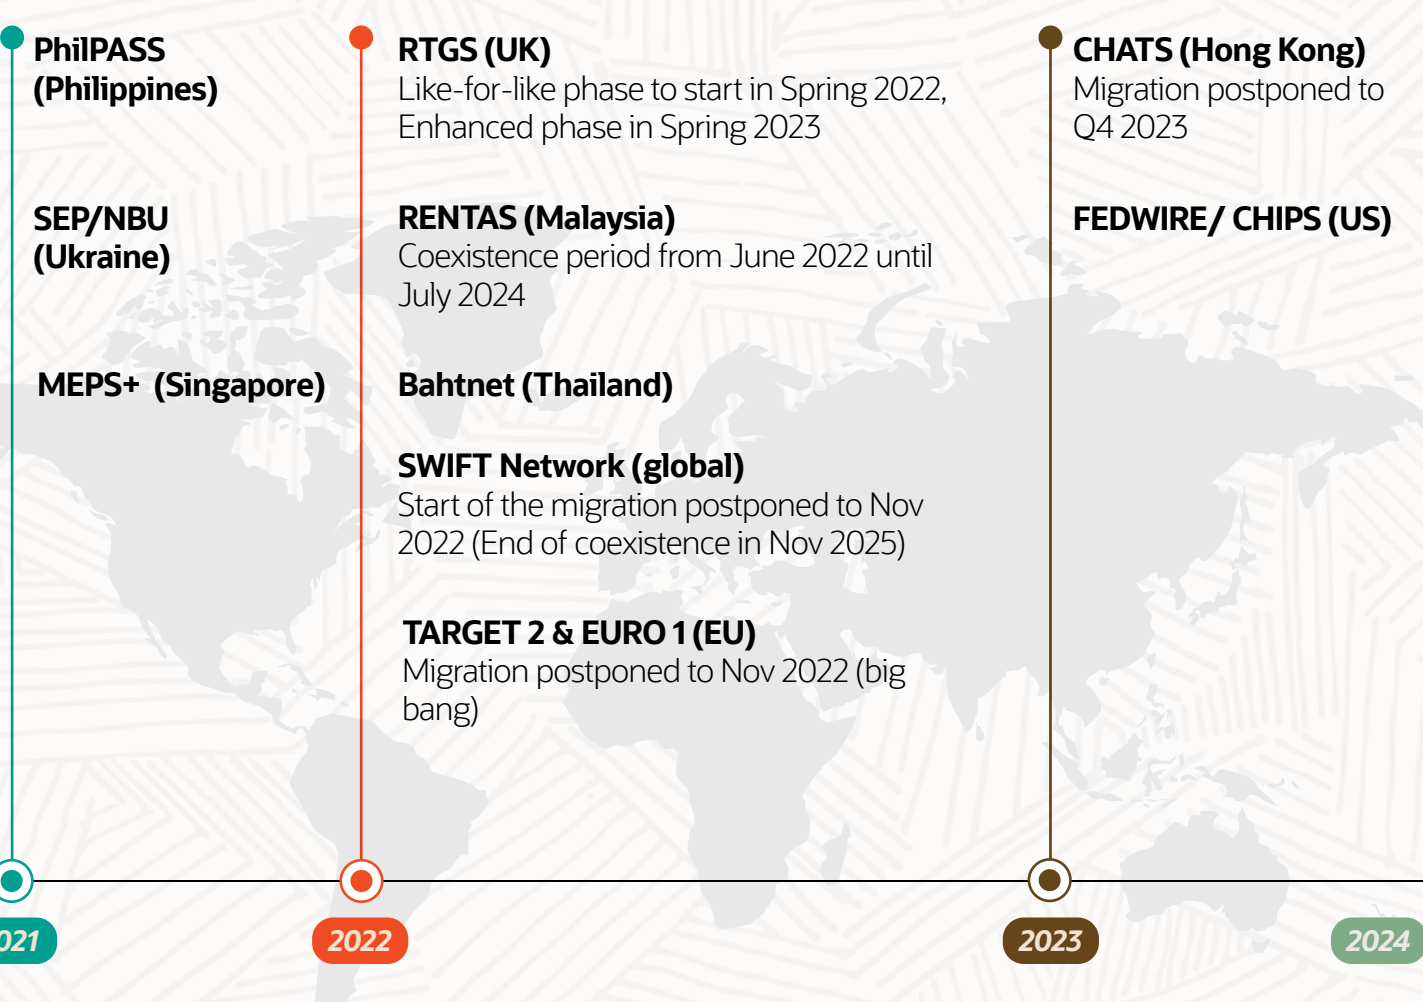 PhilPASS
(Philippines)
SEP/NBU
(Ukraine)
MEPS+ (Singapore)
RTGS (UK)
Like-for-like phase to start in Spring 2022,
Enhanced phase in Spring 2023
RENTAS (Malaysia)
Coexistence period from June 2022 until
July 2024
Bahtnet (Thailand)
SWIFT Network (global)
Start of the migration postponed to Nov
2022 (End of coexistence in Nov 2025)
TARGET 2 & EURO 1 (EU)
Migration postponed to Nov 2022 (big
bang)
CHATS (Hong Kong)
Migration postponed to
Q4 2023
FEDWIRE/ CHIPS (US)
021
2022
2023
2024